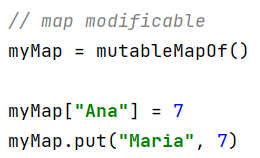 // map modificable
myMap = mutableMapOf()
myMap["Ana"] = 7
myMap.put("Maria", 7)